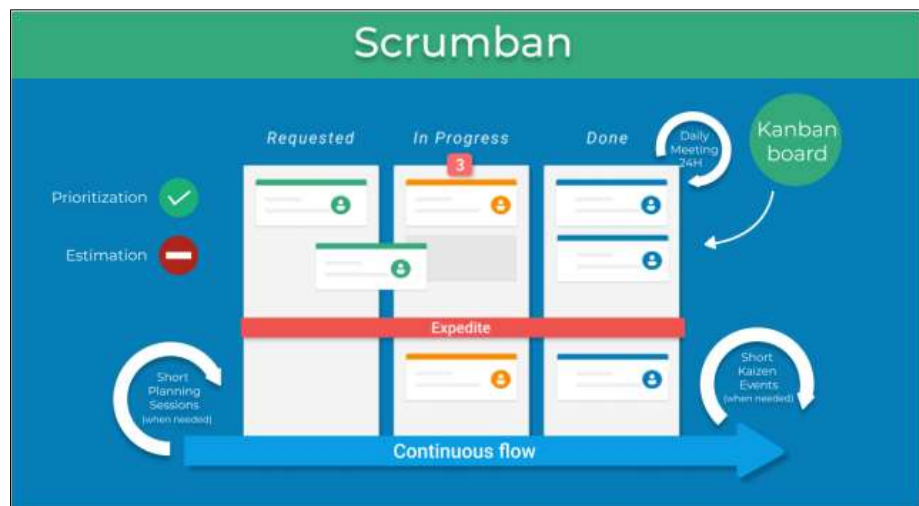 Scrumban
Requested
In Progress
Done
3
Daily
Meeting
24H
Kanban
board
Prioritization
Estimation
Expedite
Short
Planning
Sessions
(when needed)
Short
Kaizen
Events
(when needed)
Continuous flow